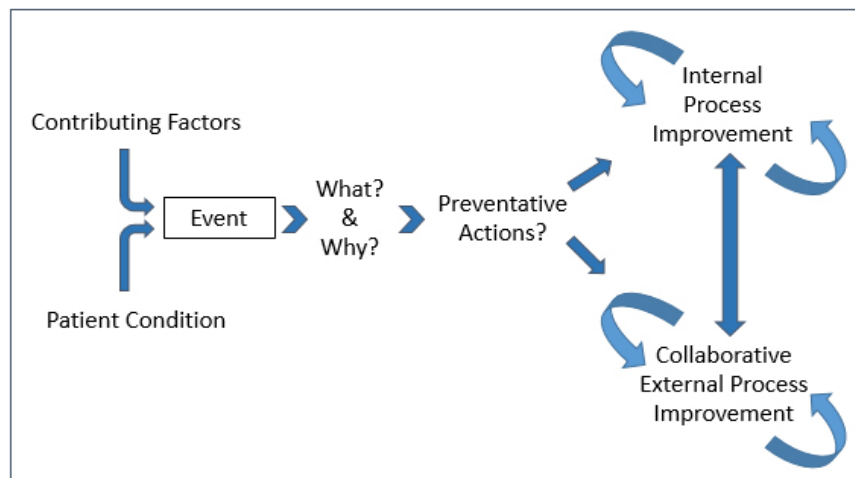 Contributing Factors
Patient Condition
Event
What?
&
Why?
Preventative
Actions?
Internal
Process
Improvement
Collaborative
External Process
Improvement